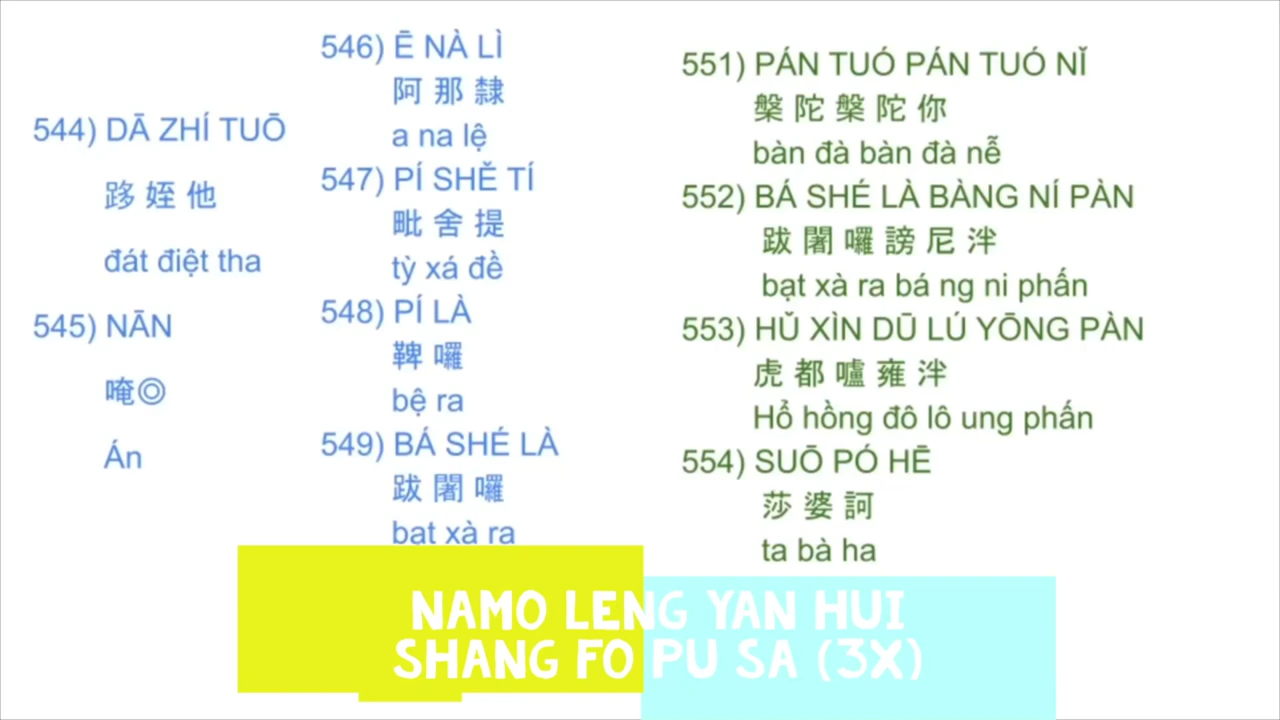 544) DĀ ZHÍ TUŌ
跢 姪 他
đát điệt tha
545) NĀN
唵◎
Án
546) Ē NÀ LÌ
阿 那 隸
a na lệ
547) PÍ SHĚ TÍ
毗 舍 提
tỳ xá đề
548) PÍ LÀ
鞞 囉
bệ ra
549) BÁ SHÉ LÀ
跋 闍 囉
bạt xà ra
551) PÁN TUÓ PÁN TUÓ NǏ
槃 陀 槃 陀 你
bàn đà bàn đà nễ
552) BÁ SHÉ LÀ BÀNG NÍ PÀN
跋 闍 囉 謗 尼 泮
bạt xà ra bá ng ni phấn
553) HǓ XÌN DŪ LÚ YŌNG PÀN
虎 都 嚧 雍 泮
Hổ hồng đô lô ung phấn
554) SUŌ PÓ HĒ
莎 婆 訶
ta bà ha
NAMO LENG YAN HUI
SHANG FO PU SA (3X)